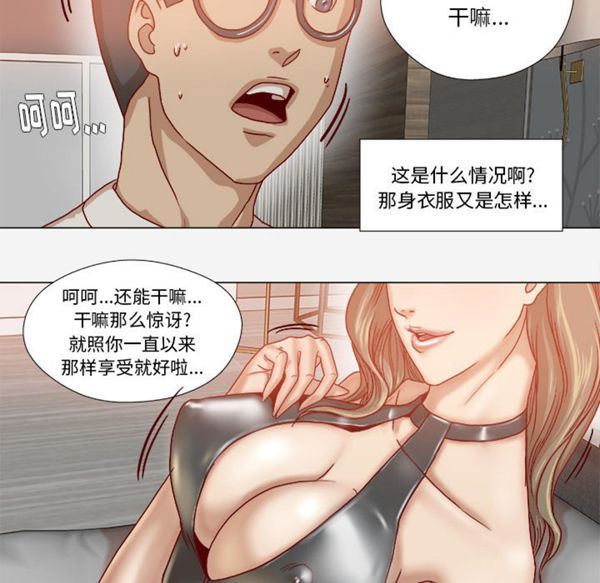 干嘛...
呵呵...
这是什么情况啊?
那身衣服又是怎样...
呵呵...还能干嘛...
干嘛那么惊讶?
就照你一直以来
那样享受就好啦...